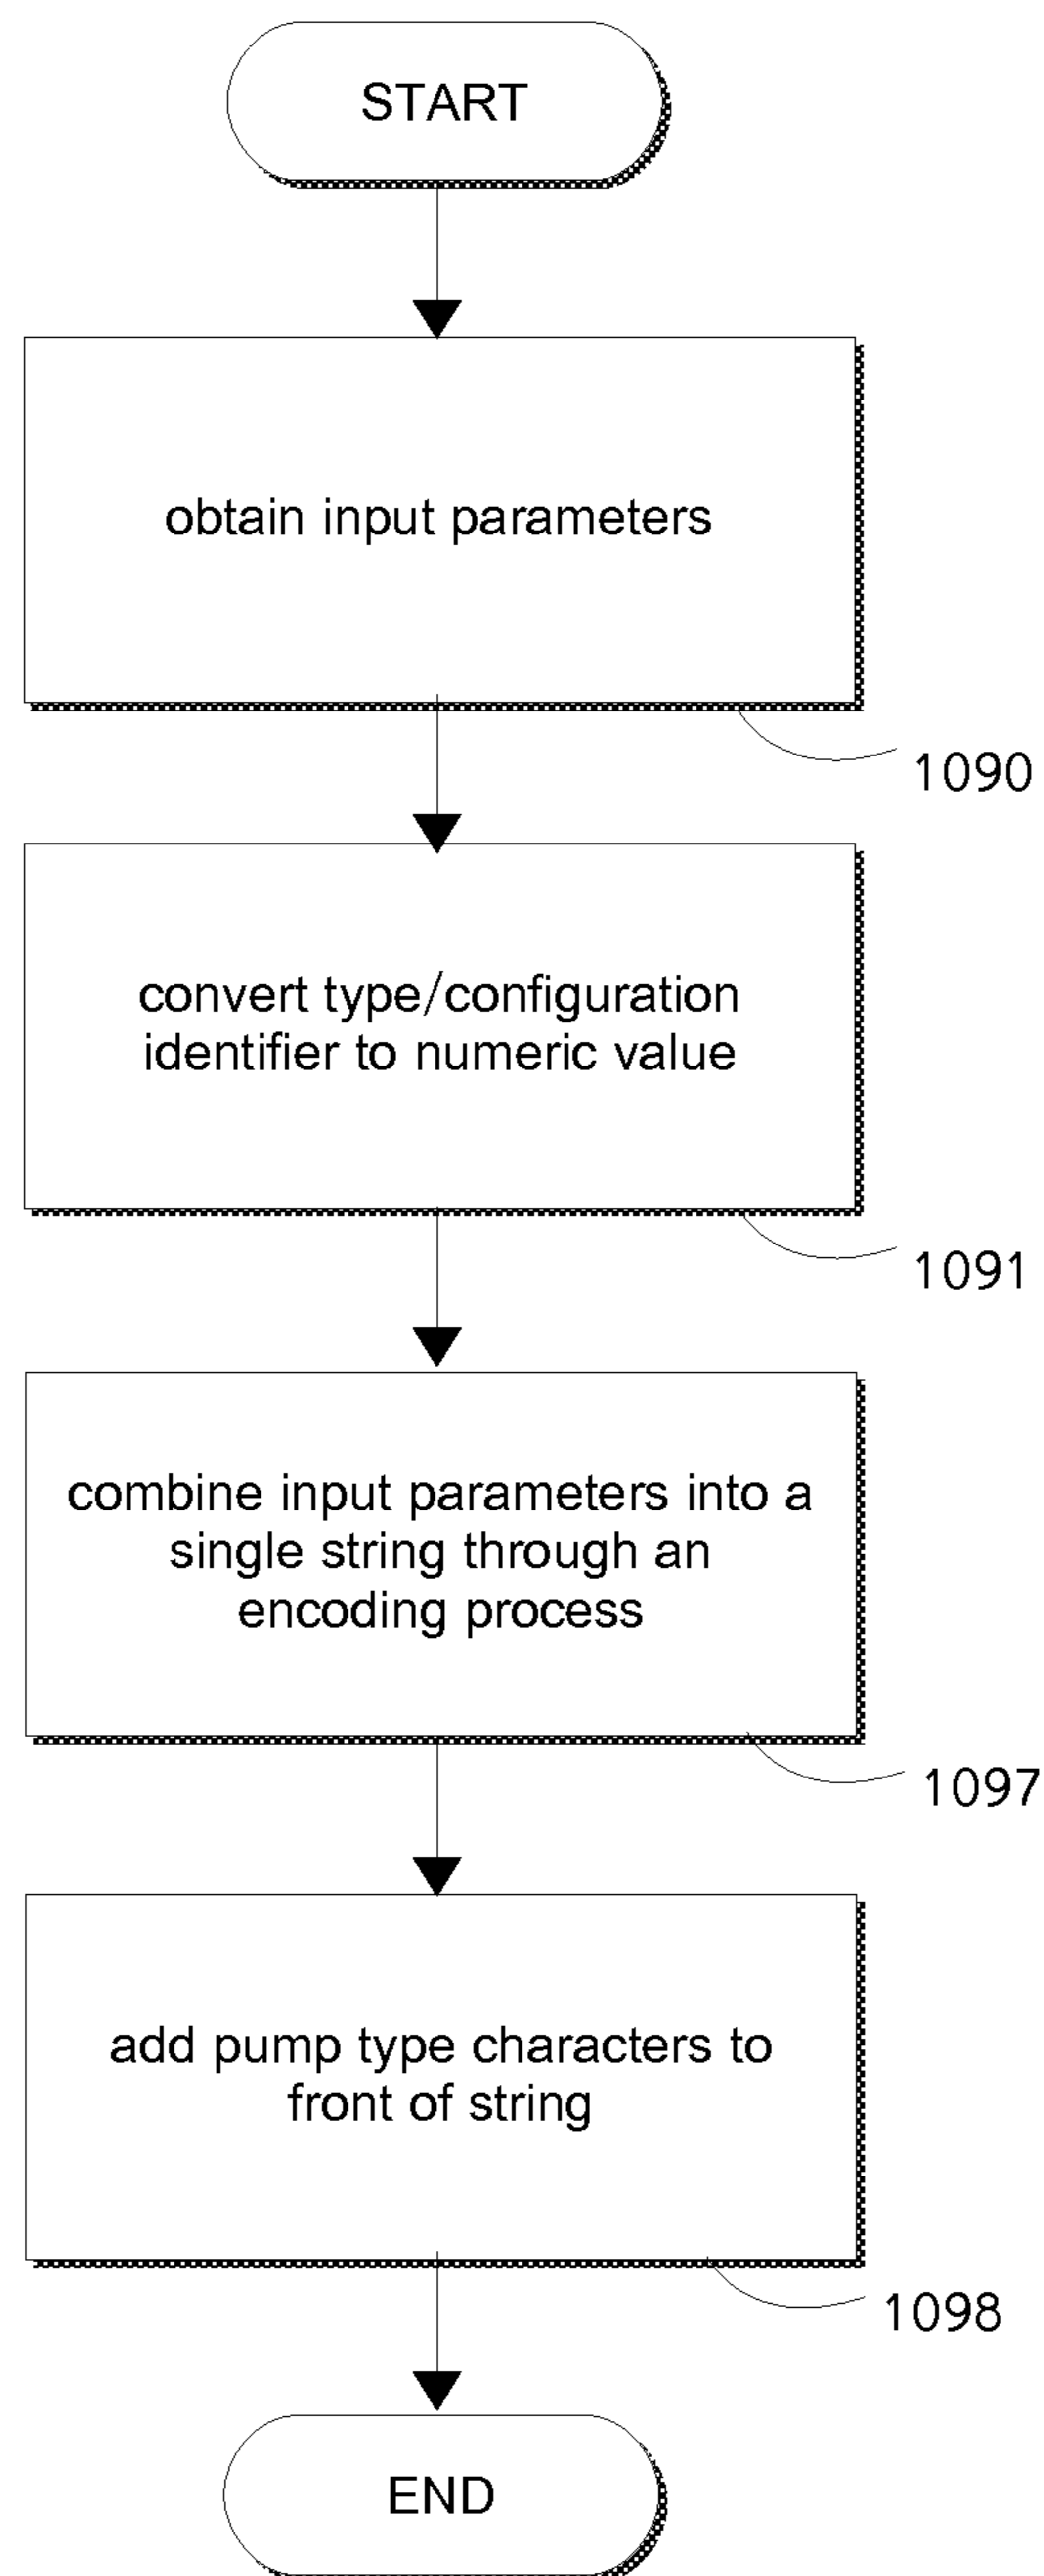 START
obtain input parameters
1090
convert type/configuration
identifier to numeric value
1091
combine input parameters into a
single string through an
encoding process
1097
add pump type characters to
front of string
1098
END